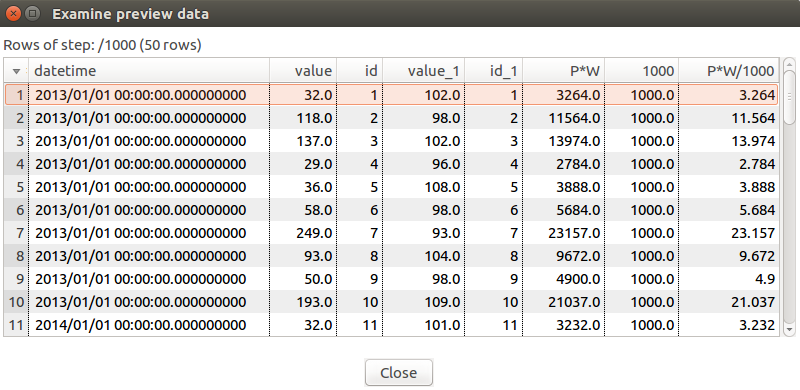 Examine preview data
Rows of step: /1000 (50 rows)
datetime value id value_1 id_1 P*W 1000 P*W/1000
1 2013/01/01 00:00:00.000000000 32.0 1 102.0 1 3264.0 1000.0 3.264
2 2013/01/01 00:00:00.000000000 118.0 2 98.0 2 11564.0 1000.0 11.564
3 2013/01/01 00:00:00.000000000 137.0 3 102.0 3 13974.0 1000.0 13.974
4 2013/01/01 00:00:00.000000000 29.0 4 96.0 4 2784.0 1000.0 2.784
5 2013/01/01 00:00:00.000000000 36.0 5 108.0 5 3888.0 1000.0 3.888
6 2013/01/01 00:00:00.000000000 58.0 6 98.0 6 5684.0 1000.0 5.684
7 2013/01/01 00:00:00.000000000 249.0 7 93.0 7 23157.0 1000.0 23.157
8 2013/01/01 00:00:00.000000000 93.0 8 104.0 8 9672.0 1000.0 9.672
9 2013/01/01 00:00:00.000000000 50.0 9 98.0 9 4900.0 1000.0 4.9
10 2013/01/01 00:00:00.000000000 193.0 10 109.0 10 21037.0 1000.0 21.037
11 2014/01/01 00:00:00.000000000 32.0 11 101.0 11 3232.0 1000.0 3.232
Close